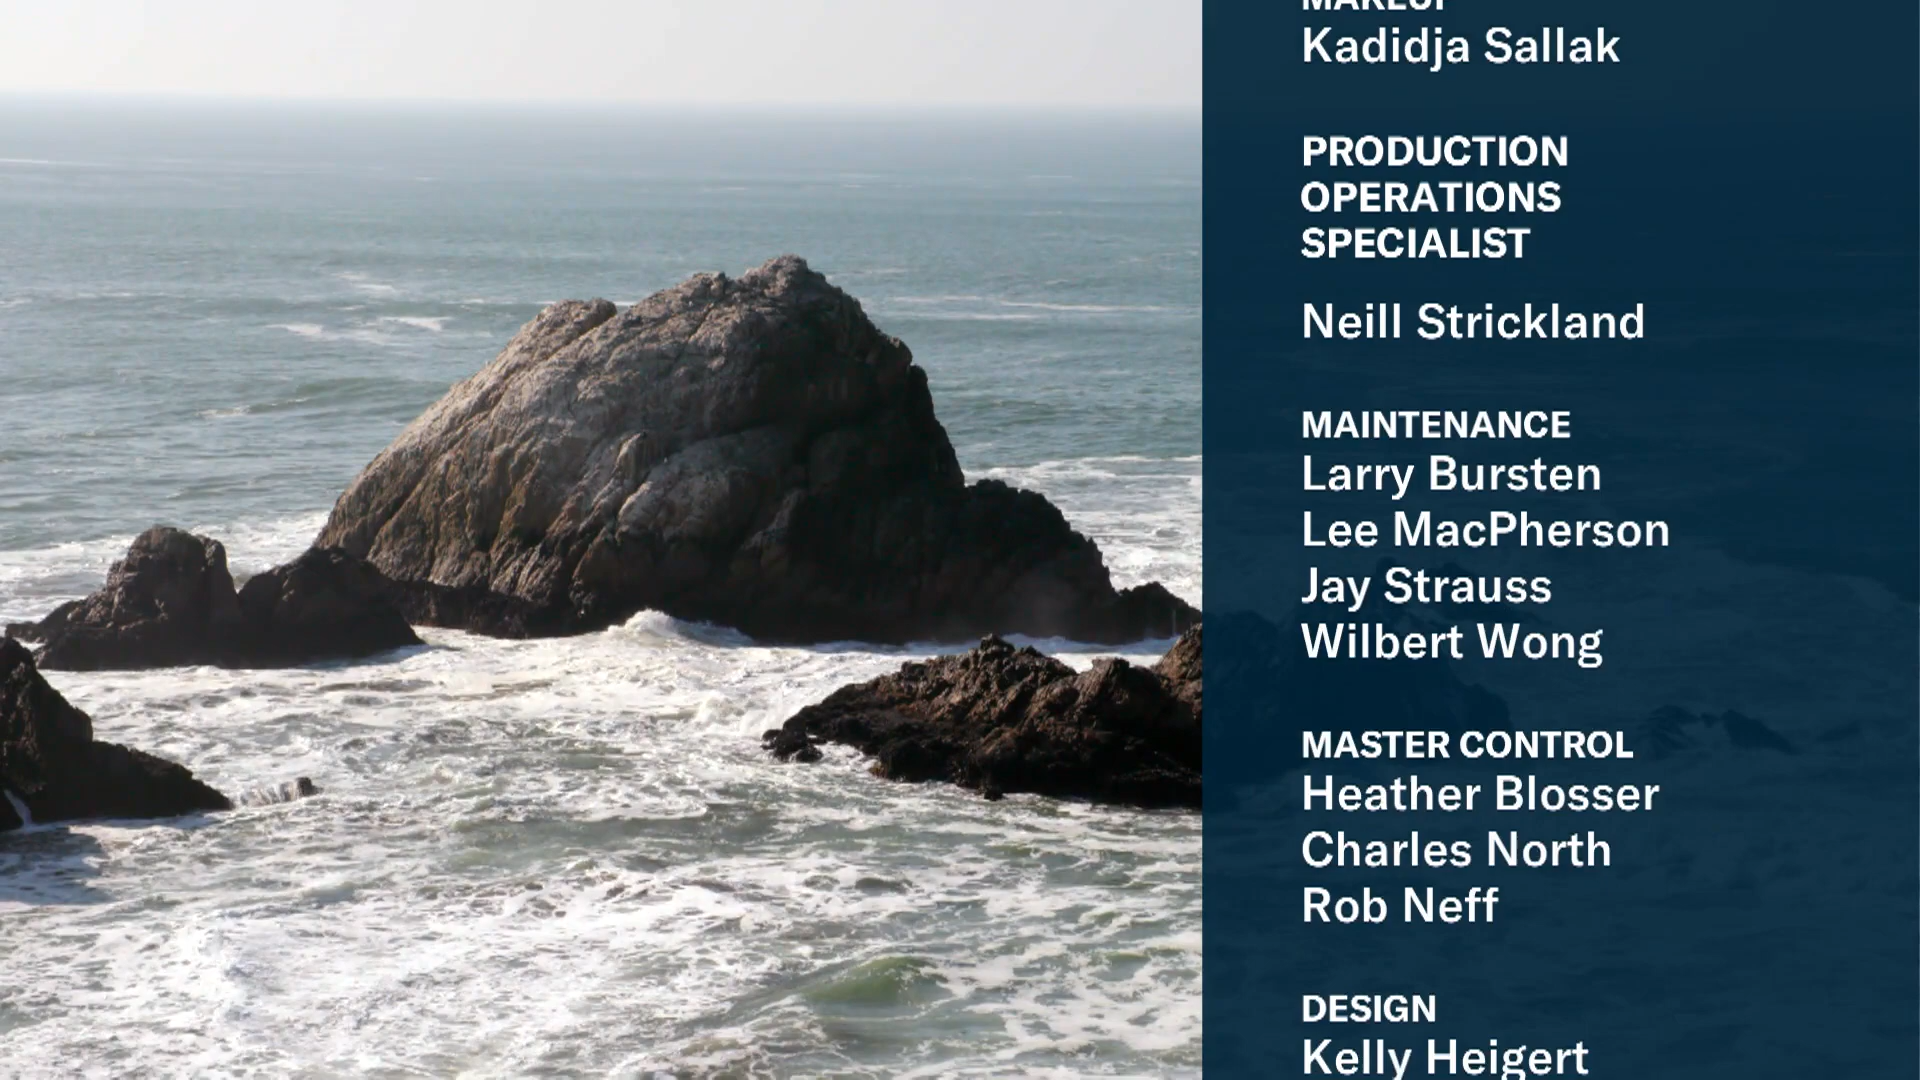 MAKEUP
Kadidja Sallak
PRODUCTION
OPERATIONS
SPECIALIST
Neill Strickland
MAINTENANCE
Larry Bursten
Lee MacPherson
Jay Strauss
Wilbert Wong
MASTER CONTROL
Heather Blosser
Charles North
Rob Neff
DESIGN
Kelly Heigert